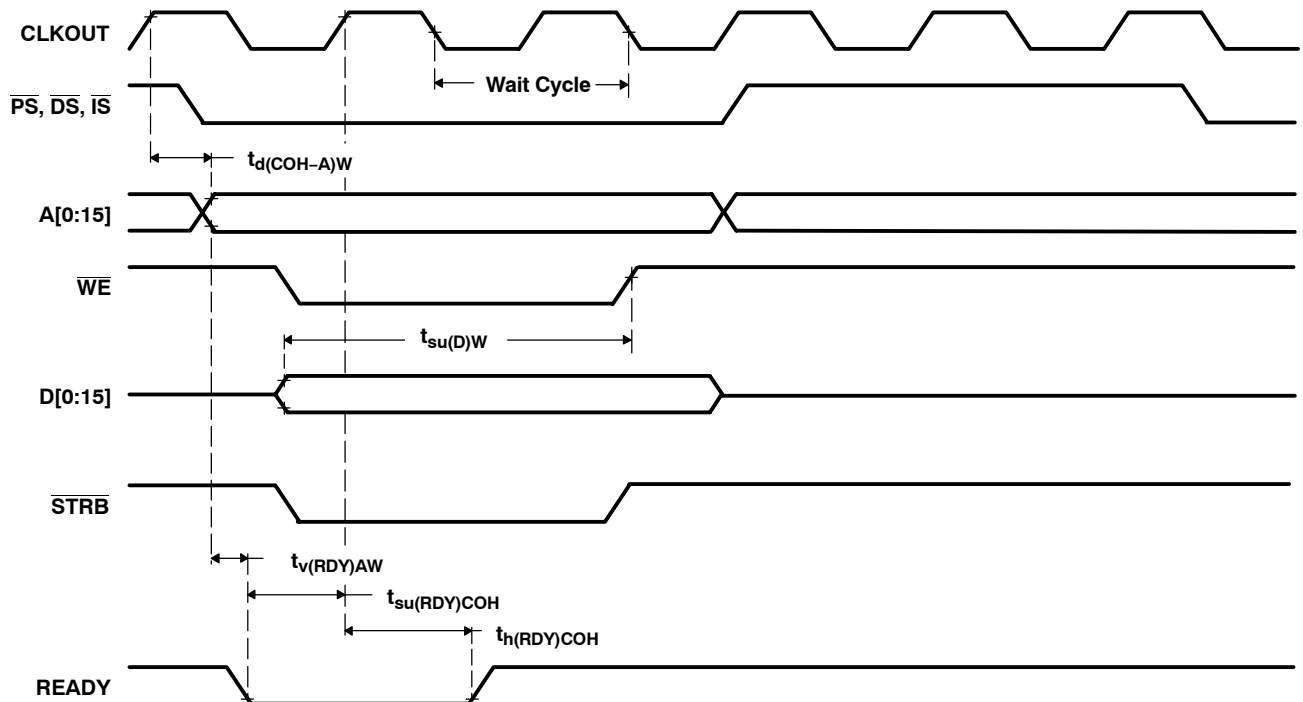 CLKOUT
Wait Cycle
PS, DS, IS
td(COH–A)W
A[0:15]
WE
tsu(D)W
D[0:15]
STRB
tv(RDY)AW
tsu(RDY)COH
th(RDY)COH
READY